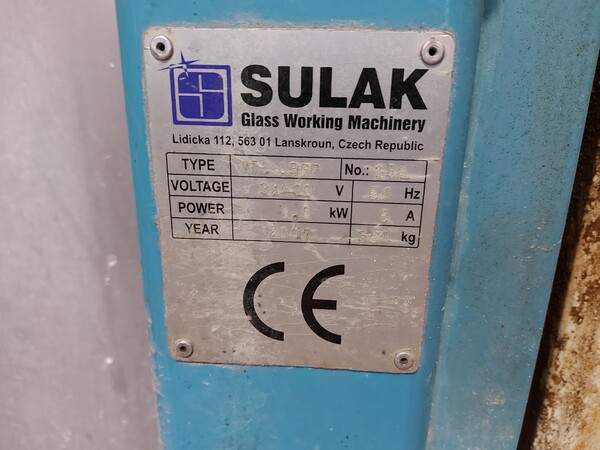 SULAK
Glass Working Machinery
Lidicka 112, 563 01 Lanskroun, Czech Republic
TYPE No.:
VOLTAGE V Hz
POWER kW A
YEAR kg
CE